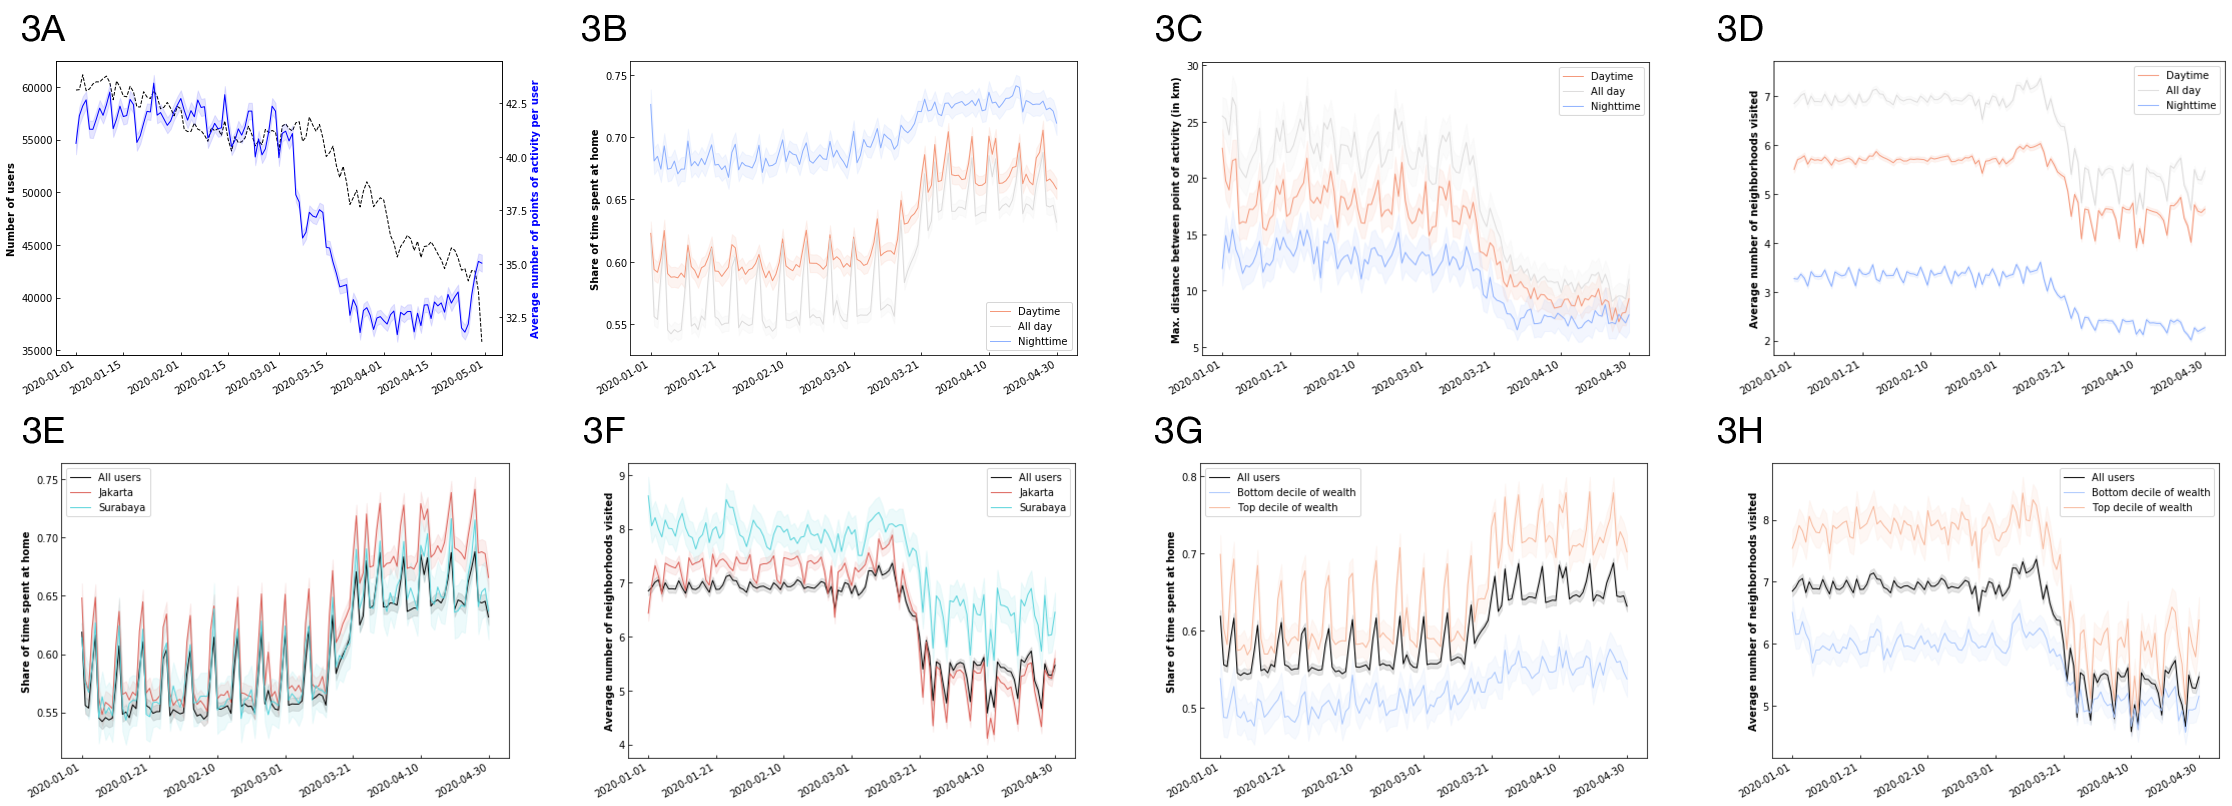 3A
Number of users
60000
55000
50000
45000
40000
35000
42.5
40.0
37.5
35.0
32.5
Average number of points of activity per user
2020-01-01
2020-01-15
2020-02-01
2020-02-15
2020-03-01
2020-03-15
2020-04-01
2020-04-15
2020-05-01
3B
Share of time spent at home
0.75
0.70
0.65
0.60
0.55
Daytime
All day
Nighttime
2020-01-01
2020-01-21
2020-02-10
2020-03-01
2020-03-21
2020-04-10
2020-04-30
3C
Max. distance between point of activity (in km)
30
25
20
15
10
5
Daytime
All day
Nighttime
2020-01-01
2020-01-21
2020-02-10
2020-03-01
2020-03-21
2020-04-10
2020-04-30
3D
Average number of neighborhoods visited
7
6
5
4
3
2
Daytime
All day
Nighttime
2020-01-01
2020-01-21
2020-02-10
2020-03-01
2020-03-21
2020-04-10
2020-04-30
3E
Share of time spent at home
0.75
0.70
0.65
0.60
0.55
All users
Jakarta
Surabaya
2020-01-01
2020-01-21
2020-02-10
2020-03-01
2020-03-21
2020-04-10
2020-04-30
3F
Average number of neighborhoods visited
9
8
7
6
5
4
All users
Jakarta
Surabaya
2020-01-01
2020-01-21
2020-02-10
2020-03-01
2020-03-21
2020-04-10
2020-04-30
3G
Share of time spent at home
0.8
0.7
0.6
0.5
All users
Bottom decile of wealth
Top decile of wealth
2020-01-01
2020-01-21
2020-02-10
2020-03-01
2020-03-21
2020-04-10
2020-04-30
3H
Average number of neighborhoods visited
8
7
6
5
All users
Bottom decile of wealth
Top decile of wealth
2020-01-01
2020-01-21
2020-02-10
2020-03-01
2020-03-21
2020-04-10
2020-04-30